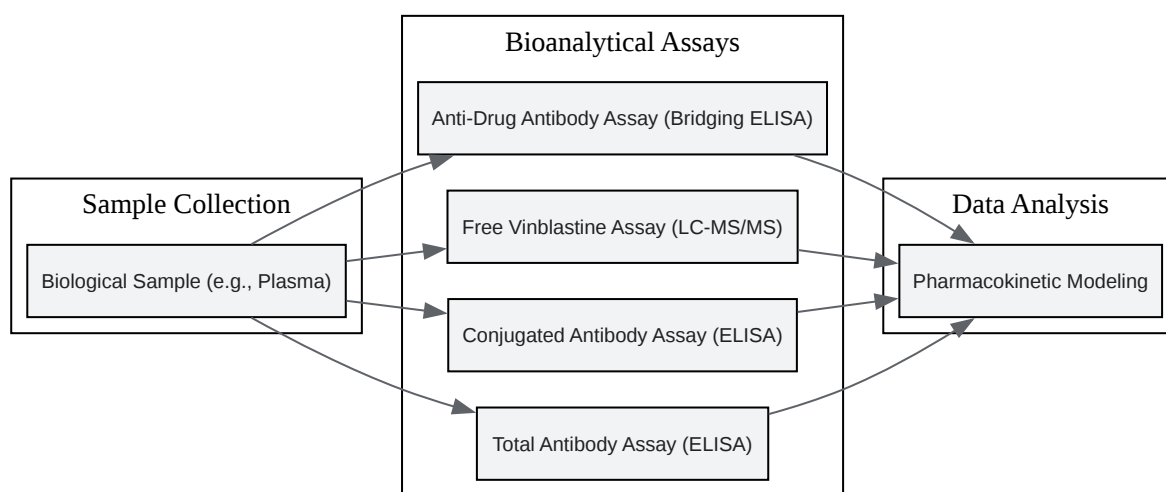 Bioanalytical Assays
Anti-Drug Antibody Assay (Bridging ELISA)
Sample Collection
Data Analysis
Free Vinblastine Assay (LC-MS/MS)
Biological Sample (e.g., Plasma)
Pharmacokinetic Modeling
Conjugated Antibody Assay (ELISA)
Total Antibody Assay (ELISA)